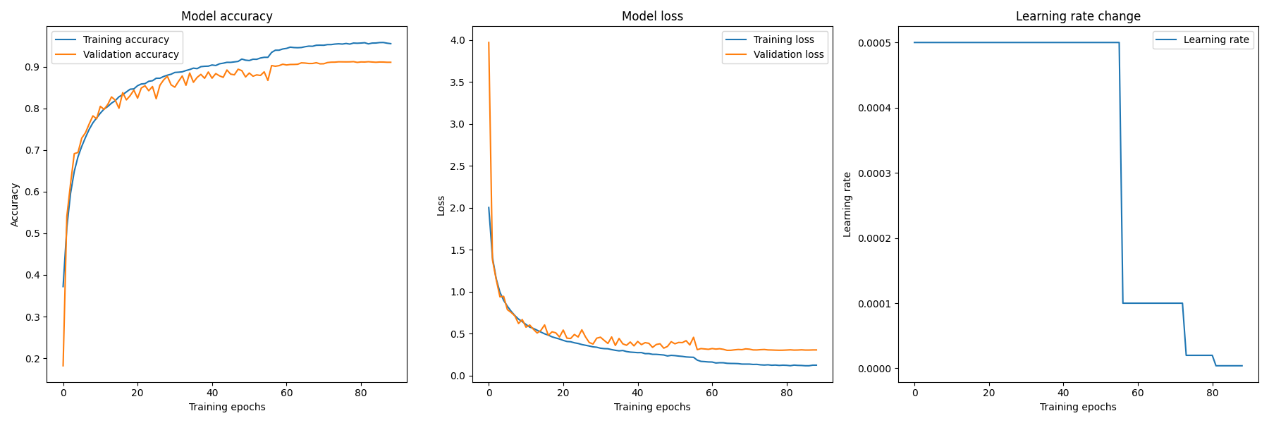 Model accuracy
Training accuracy
Validation accuracy
0.9
0.8
0.7
0.6
0.5
0.4
0.3
0.2
Accuracy
0
20
40
60
80
Training epochs
Model loss
Training loss
Validation loss
4.0
3.5
3.0
2.5
2.0
1.5
1.0
0.5
0.0
Loss
0
20
40
60
80
Training epochs
Learning rate change
Learning rate
0.0005
0.0004
0.0003
0.0002
0.0001
0.0000
Learning rate
0
20
40
60
80
Training epochs